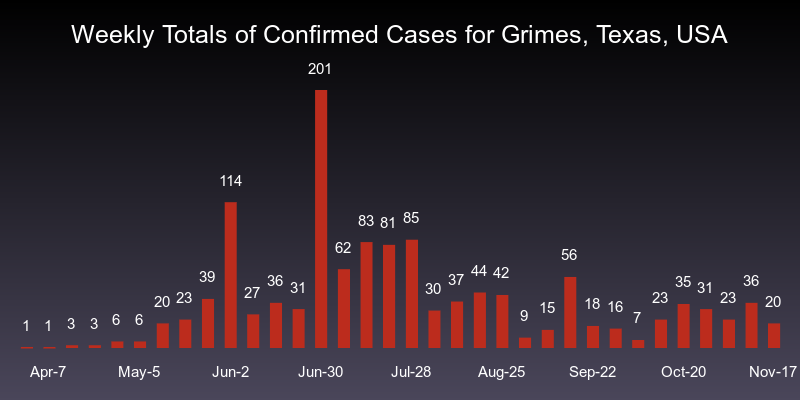 Weekly Totals of Confirmed Cases for Grimes, Texas, USA
1 1 3 3 6 6 20 23 39 114 27 36 31 201 62 83 81 85 30 37 44 42 9 15 56 18 16 7 23 35 31 23 36 20
Apr-7 May-5 Jun-2 Jun-30 Jul-28 Aug-25 Sep-22 Oct-20 Nov-17